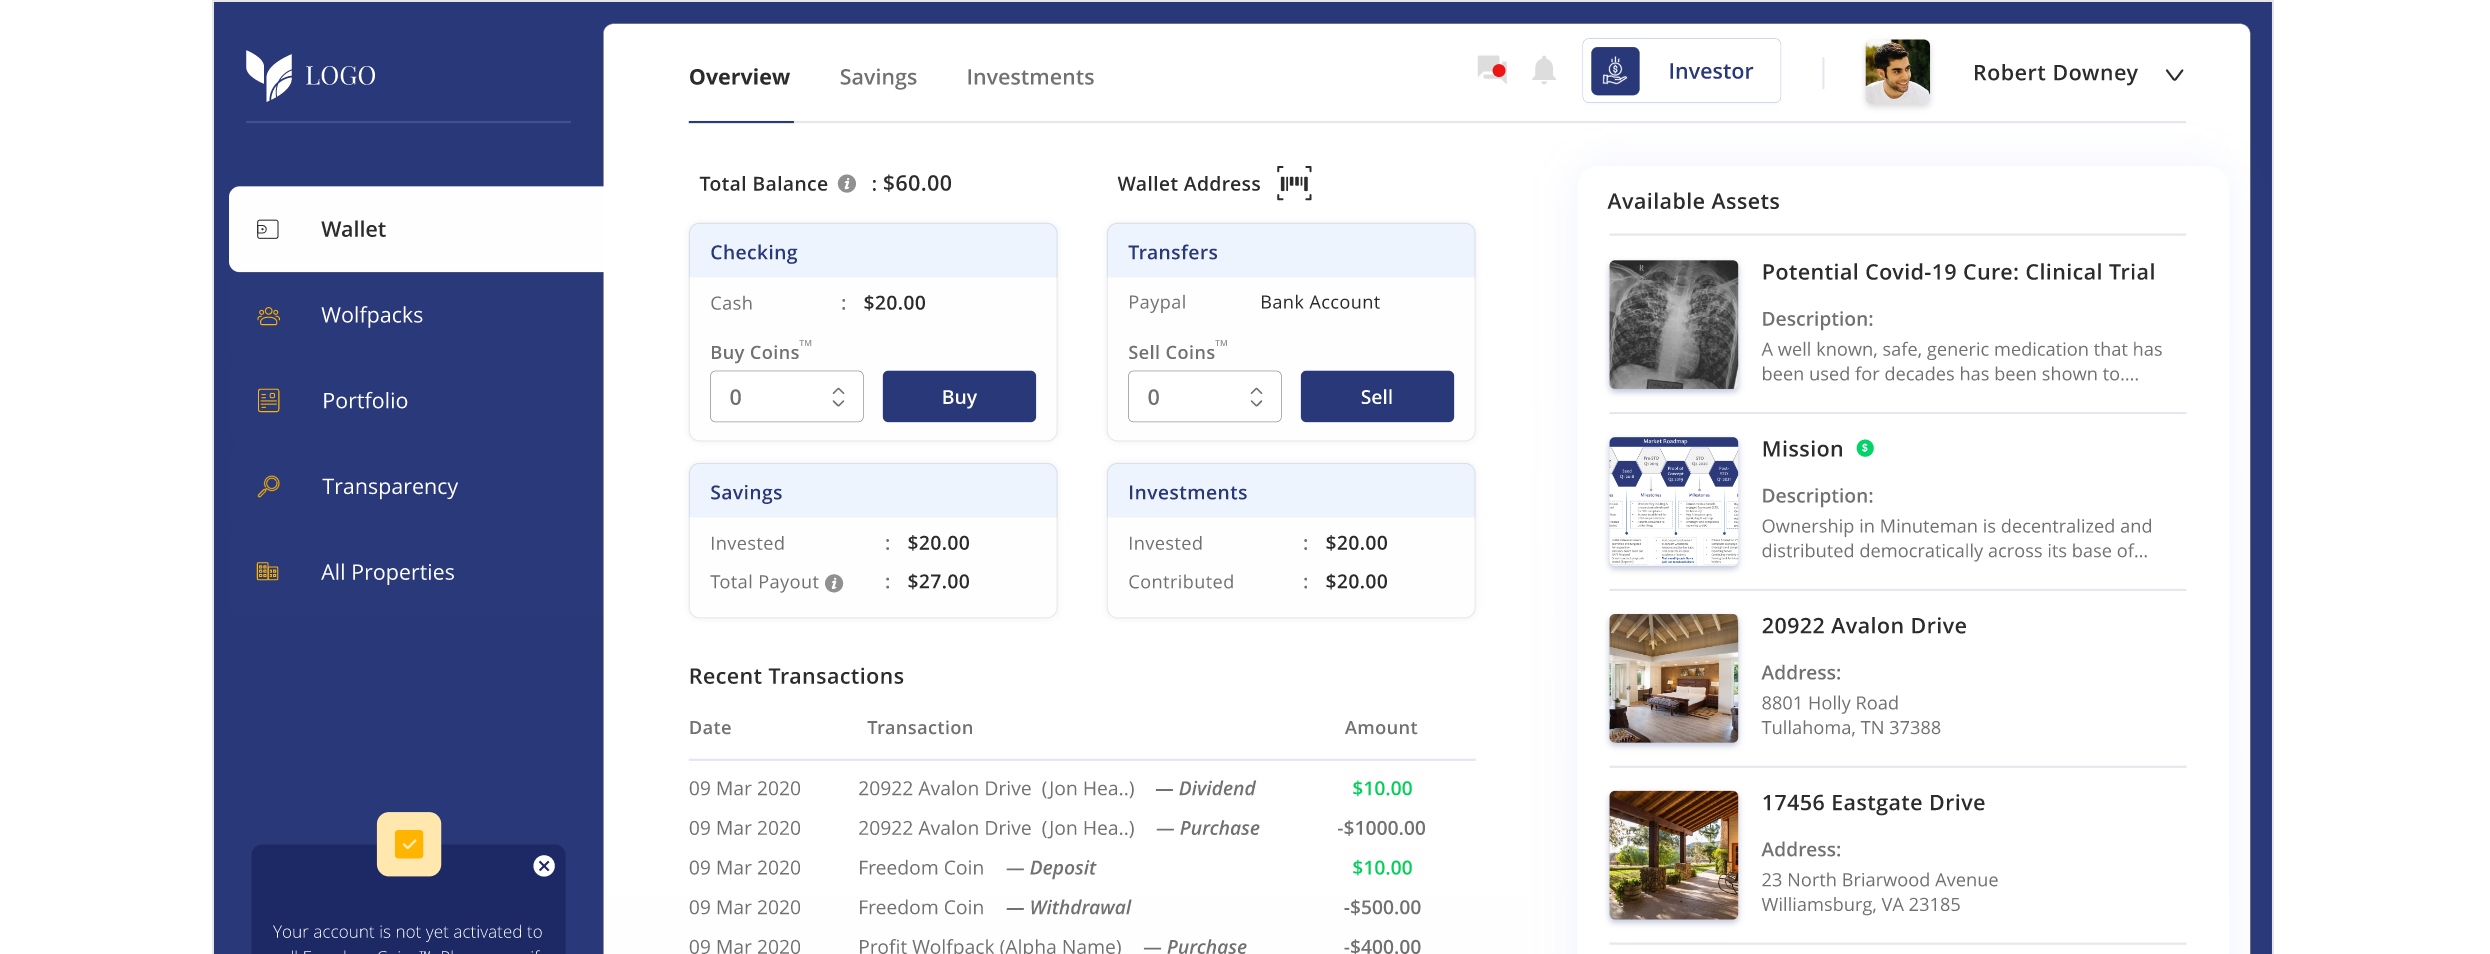 LOGO
Wallet
Wolfpacks
Portfolio
Transparency
All Properties
Your account is not yet activated to
Overview
Savings
Investments
Investor
Robert Downey
Total Balance : $60.00
Wallet Address
Checking
Cash : $20.00
Buy Coins™
0
Buy
Transfers
Paypal Bank Account
Sell Coins™
0
Sell
Savings
Invested : $20.00
Total Payout : $27.00
Investments
Invested : $20.00
Contributed : $20.00
Recent Transactions
Date Transaction Amount
09 Mar 2020 20922 Avalon Drive (Jon Hea..) — Dividend $10.00
09 Mar 2020 20922 Avalon Drive (Jon Hea..) — Purchase -$1000.00
09 Mar 2020 Freedom Coin — Deposit $10.00
09 Mar 2020 Freedom Coin — Withdrawal -$500.00
09 Mar 2020 Profit Wolfpack (Alpha Name) — Purchase -$400.00
Available Assets
Potential Covid-19 Cure: Clinical Trial
Description:
A well known, safe, generic medication that has
been used for decades has been shown to....
Market Roadmap
Mission
Description:
Ownership in Minuteman is decentralized and
distributed democratically across its base of...
20922 Avalon Drive
Address:
8801 Holly Road
Tullahoma, TN 37388
17456 Eastgate Drive
Address:
23 North Briarwood Avenue
Williamsburg, VA 23185